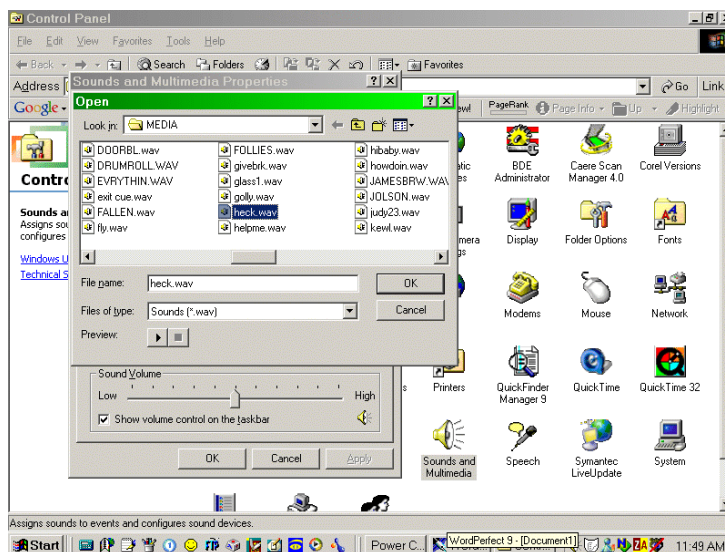 Control Panel
File Edit View Favorites Tools Help
Back Search Folders Favorites
Address Go Link
Google PageRank Page Info Up Highlight
Sounds and Multimedia Properties
Open
Look in: MEDIA
DOORBL.wav FOLLIES.wav hibaby.wav
DRUMROLL.WAV givebrk.wav howdoin.wav
EVRYTHIN.WAV glass1.wav JAMESBRW.WAV
exit cue.wav golly.wav JOLSON.wav
FALLEN.wav heck.wav judy23.wav
fly.wav helpme.wav kewl.wav
File name: heck.wav OK
Files of type: Sounds (*.wav) Cancel
Preview:
Sound Volume
Low High
Show volume control on the taskbar
OK Cancel Apply
Contro
Sounds a
Assigns sou
configures
Windows U
Technical S
BDE Administrator
Caere Scan Manager 4.0
Corel Versions
Display
Folder Options
Fonts
Modems
Mouse
Network
Printers
QuickFinder Manager 9
QuickTime
QuickTime 32
Sounds and Multimedia
Speech
Symantec LiveUpdate
System
Assigns sounds to events and configures sound devices.
Start Power C... WordPerfect 9 - [Document1] 11:49 AM